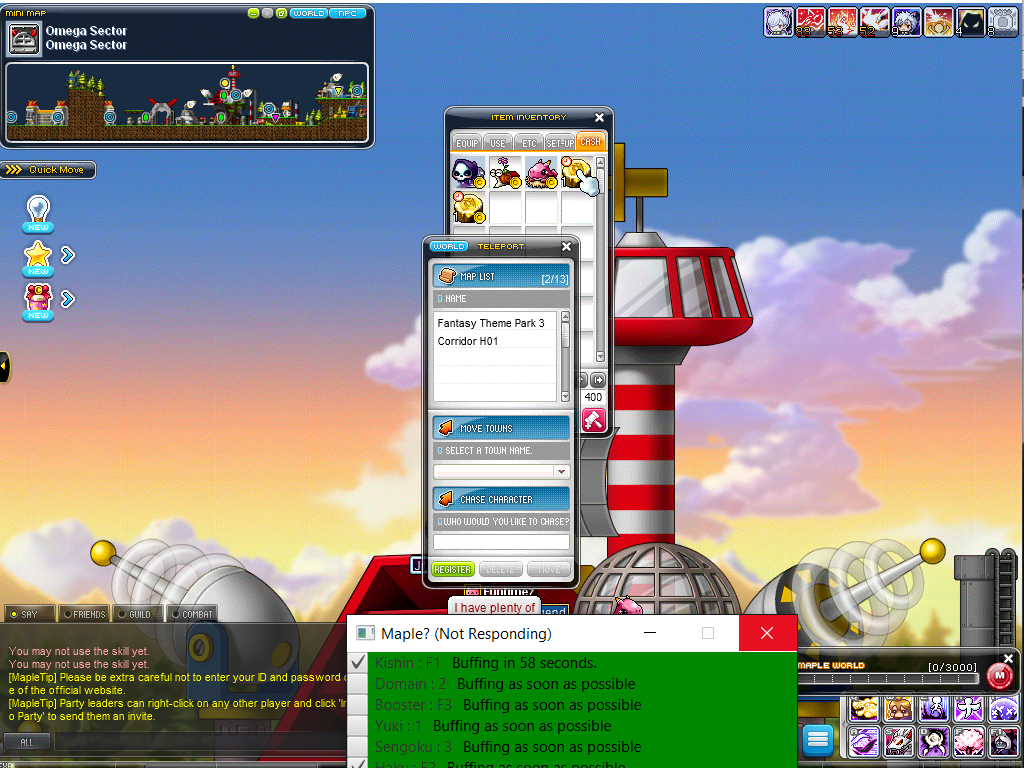 MINI MAP
WORLD
NPC
Omega Sector
Omega Sector
Quick Move
NEW
NEW
NEW
ITEM INVENTORY
EQUIP
USE
ETC
SET-UP
CASH
400
WORLD
TELEPORT
MAP LIST
[2/13]
NAME
Fantasy Theme Park 3
Corridor H01
MOVE TOWNS
SELECT A TOWN NAME.
CHASE CHARACTER
WHO WOULD YOU LIKE TO CHASE?
REGISTER
DELETE
MOVE
I have plenty of
SAY
FRIENDS
GUILD
COMBAT
You may not use the skill yet.
You may not use the skill yet.
[MapleTip] Please be extra careful not to enter your ID and password
e of the official website.
[MapleTip] Party leaders can right-click on any other player and click
o Party' to send them an invite.
ALL
Maple? (Not Responding)
Kishin : F1 Buffing in 58 seconds.
Domain : 2 Buffing as soon as possible
Booster : F3 Buffing as soon as possible
Yuki : 1 Buffing as soon as possible
Sengoku : 3 Buffing as soon as possible
Haku : F2 Buffing as soon as possible
MAPLE WORLD
[0/3000]
M